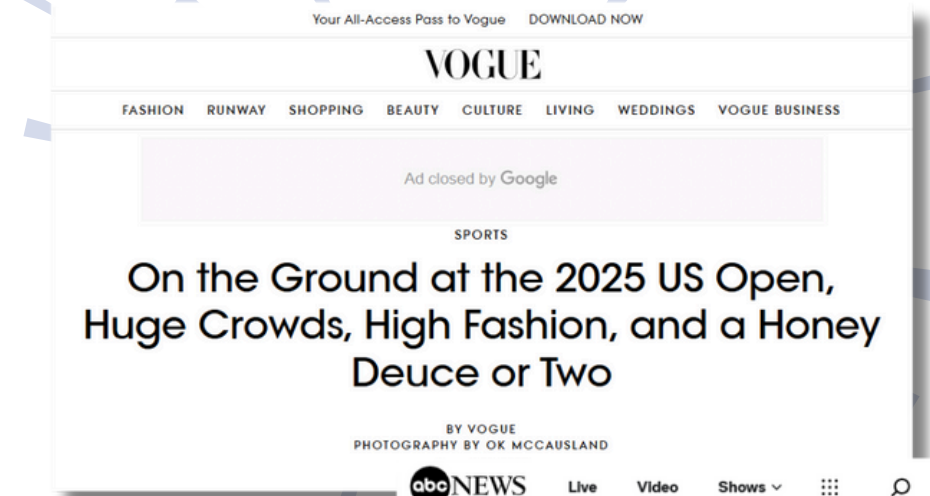 Your All-Access Pass to Vogue DOWNLOAD NOW
VOGUE
FASHION RUNWAY SHOPPING BEAUTY CULTURE LIVING WEDDINGS VOGUE BUSINESS
Ad closed by Google
SPORTS
On the Ground at the 2025 US Open,
Huge Crowds, High Fashion, and a Honey
Deuce or Two
BY VOGUE
PHOTOGRAPHY BY OK MCCAUSLAND
abc NEWS Live Video Shows